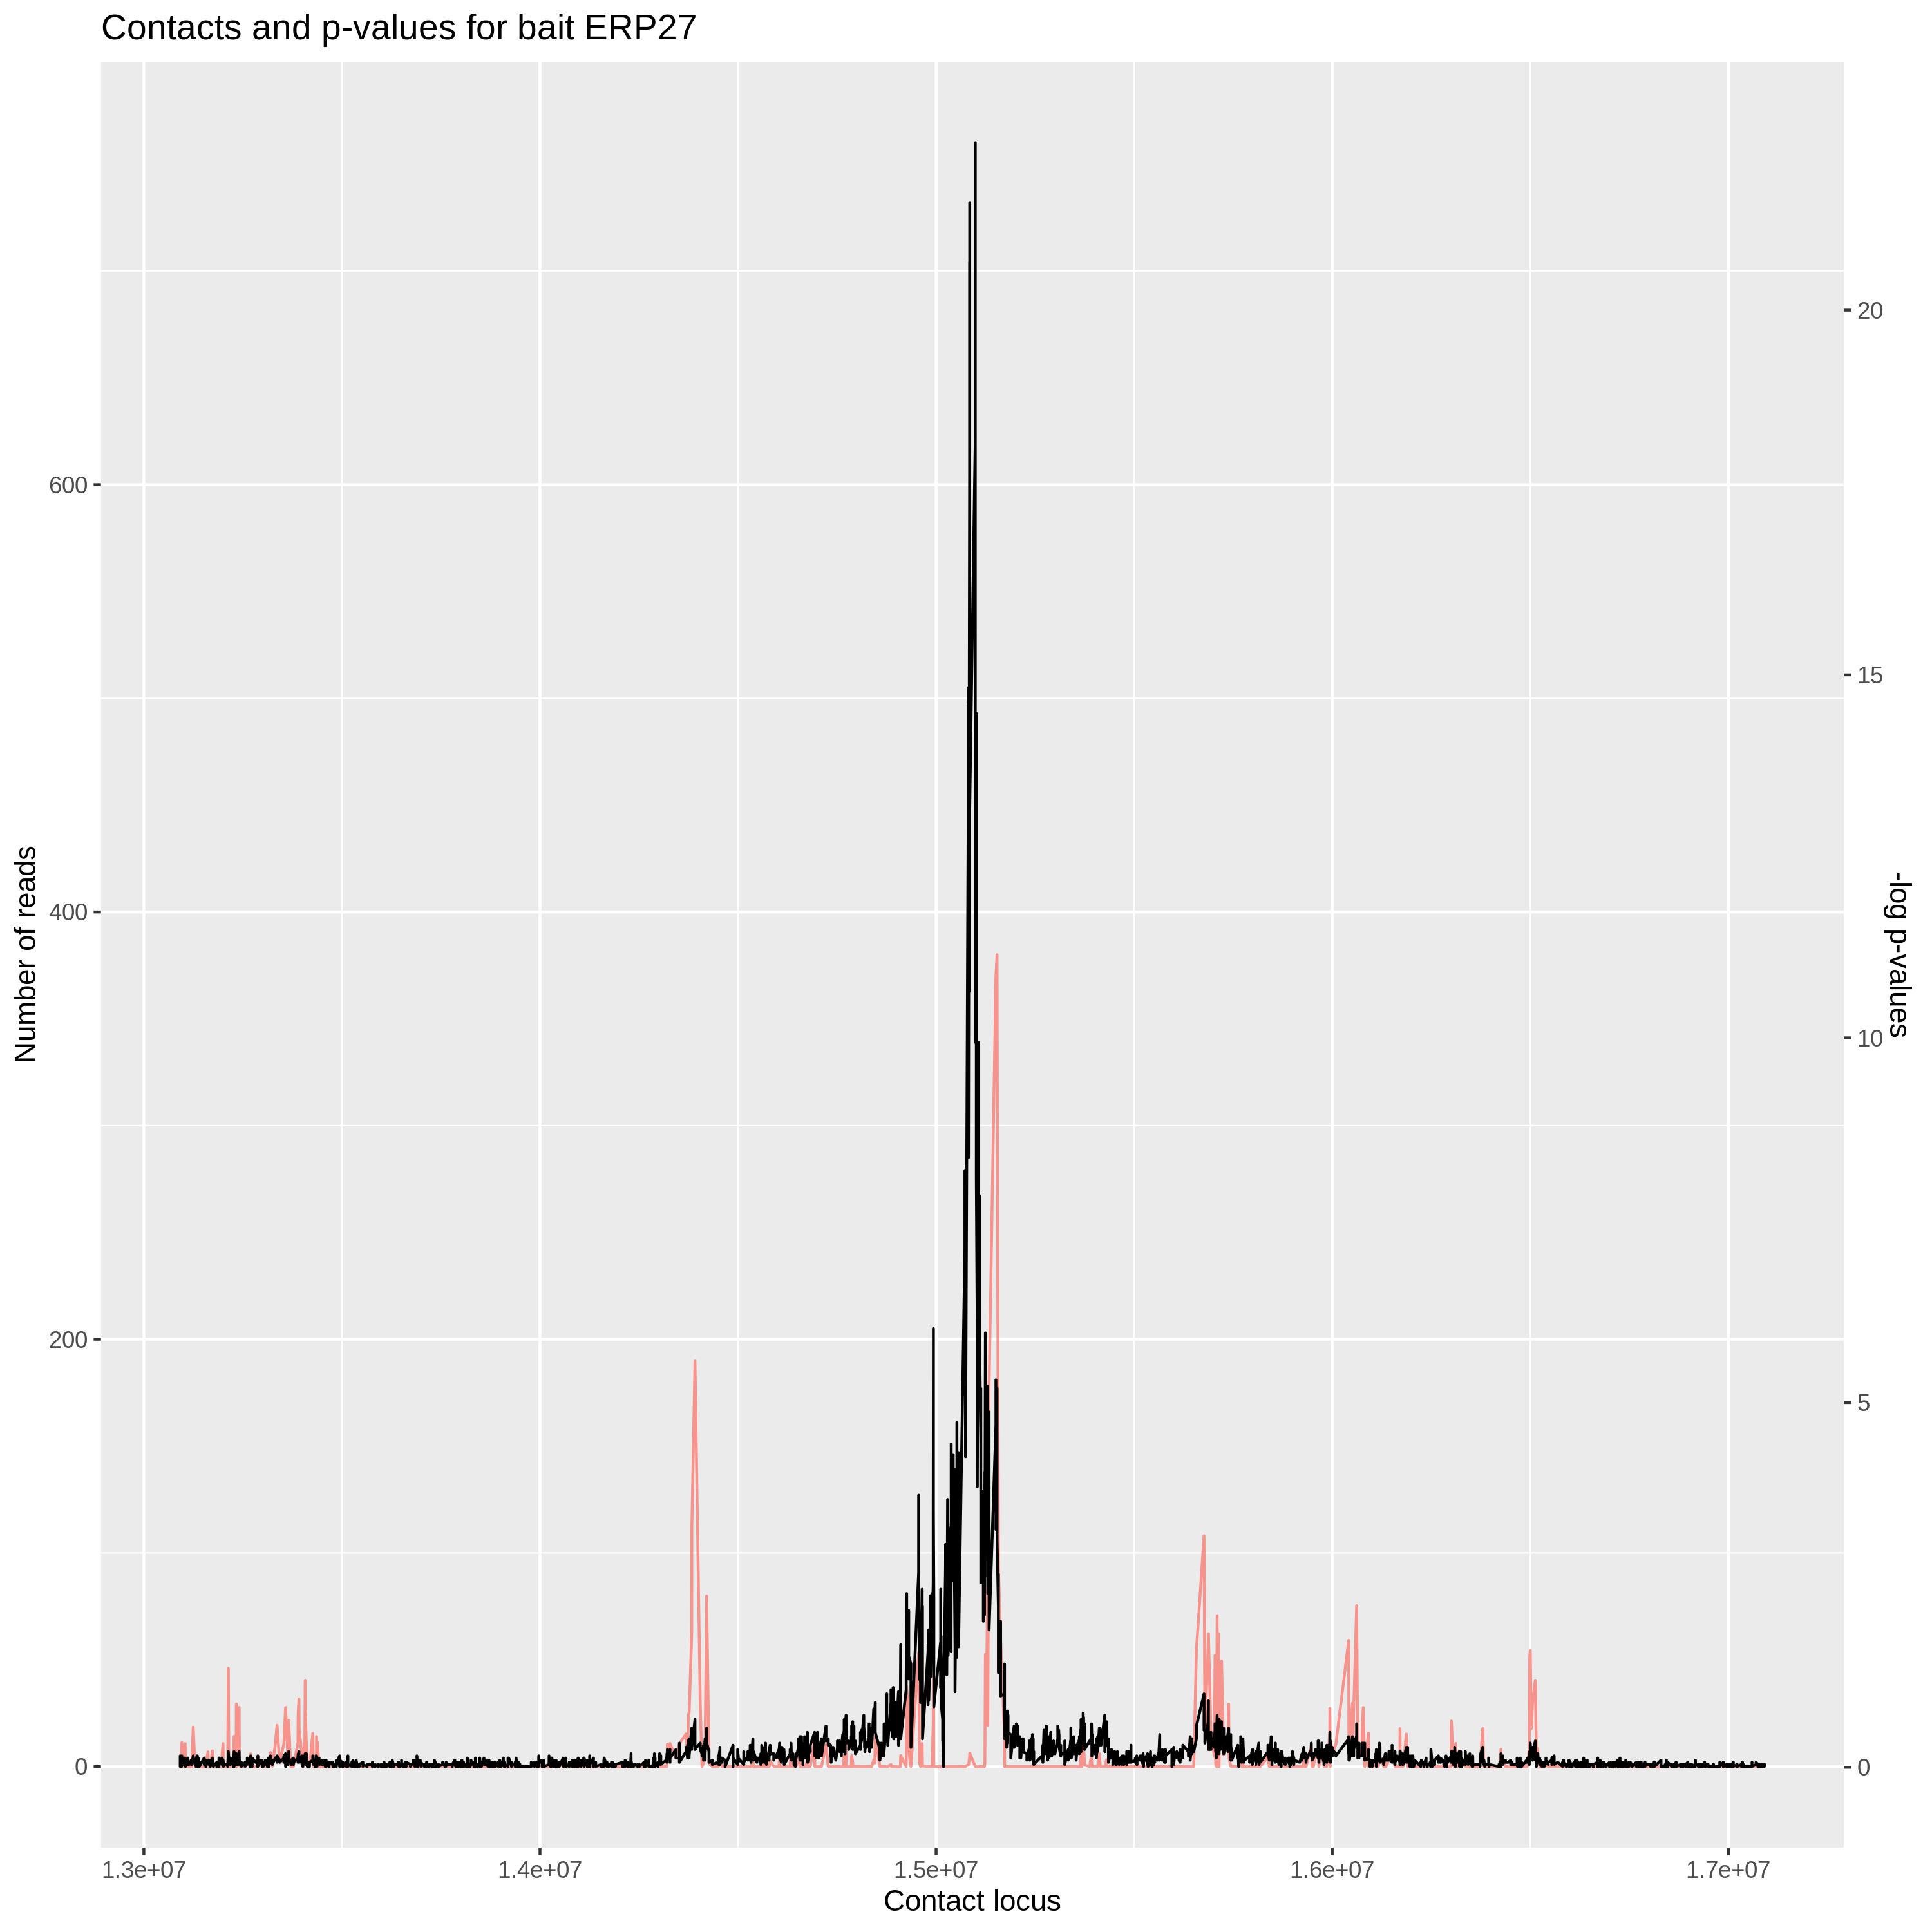 Contacts and p-values for bait ERP27
Number of reads
600
400
200
0
20
15
10
5
0
-log p-values
1.3e+07
1.4e+07
1.5e+07
1.6e+07
1.7e+07
Contact locus